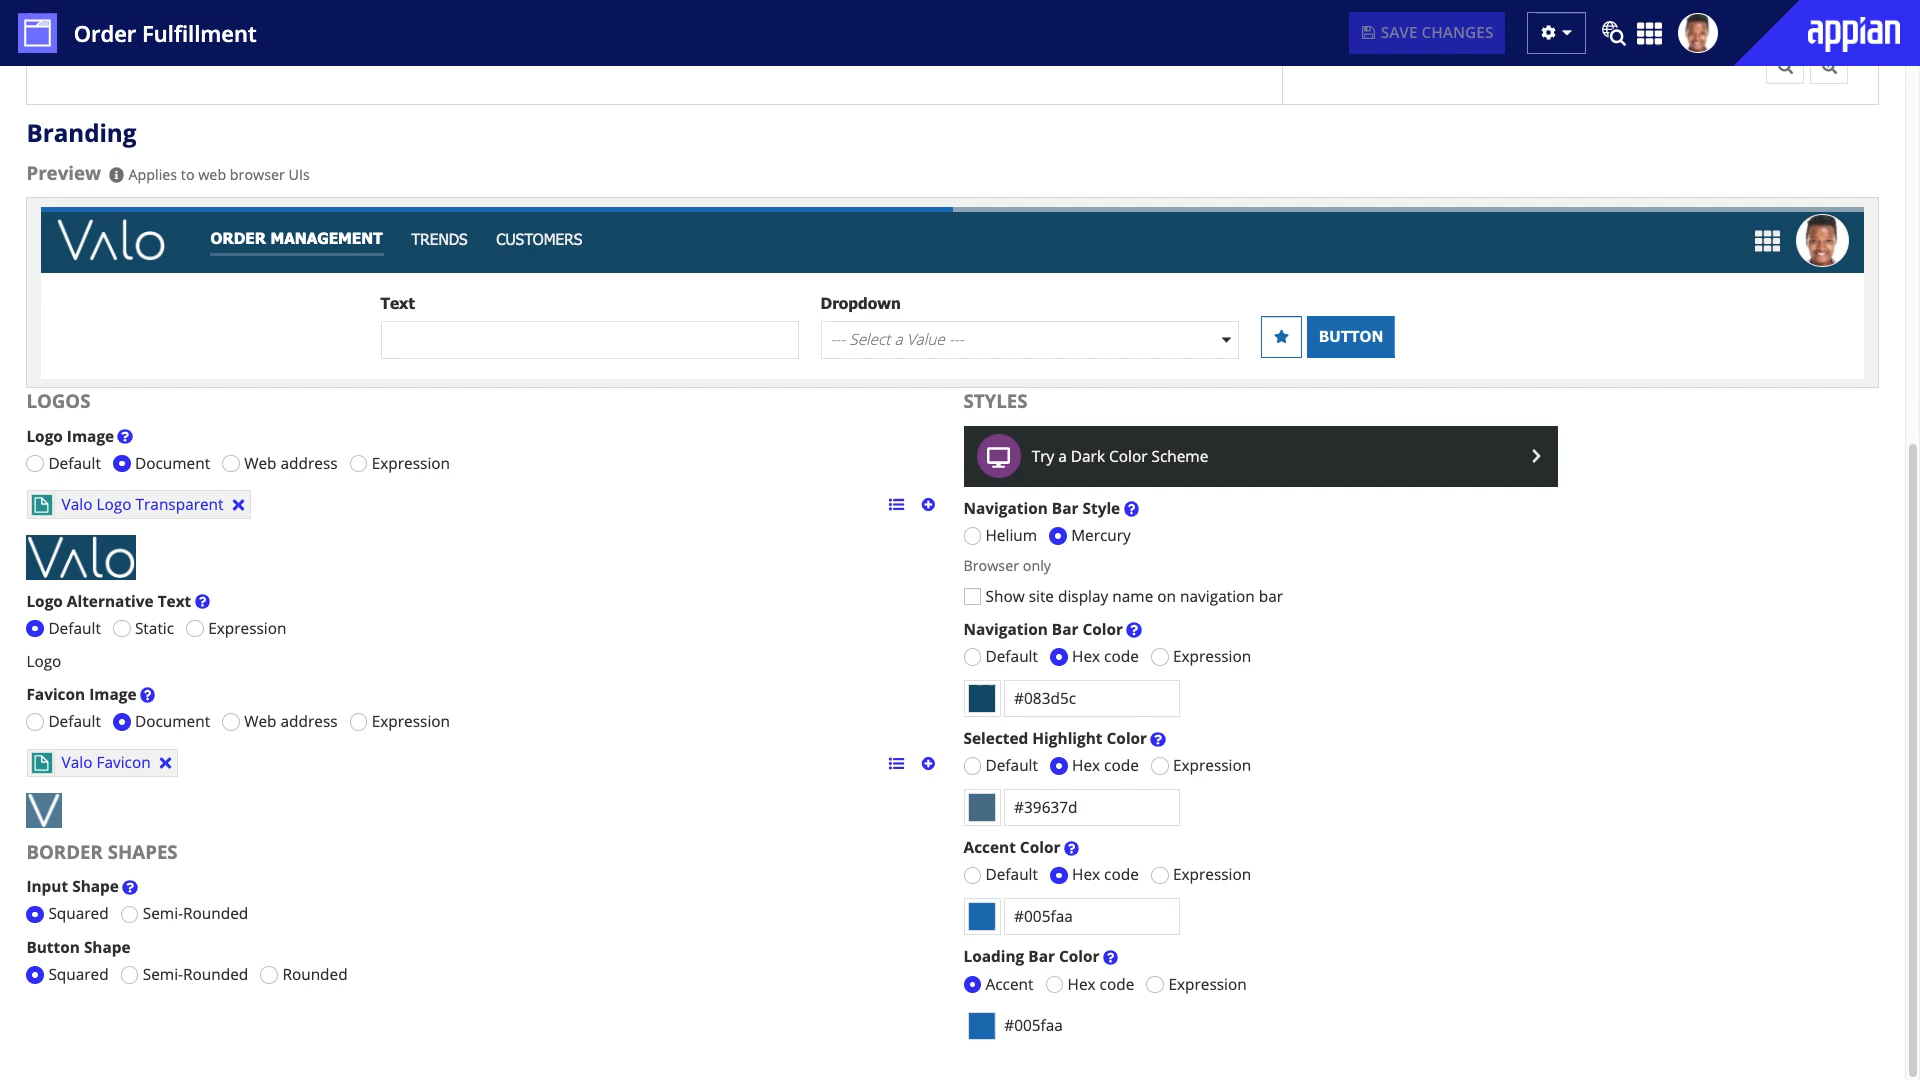 Order Fulfillment
SAVE CHANGES
appian
Branding
Preview Applies to web browser UIs
Valo ORDER MANAGEMENT TRENDS CUSTOMERS
Text
Dropdown
--- Select a Value ---
BUTTON
LOGOS
Logo Image
Default Document Web address Expression
Valo Logo Transparent
Valo
Logo Alternative Text
Default Static Expression
Logo
Favicon Image
Default Document Web address Expression
Valo Favicon
V
BORDER SHAPES
Input Shape
Squared Semi-Rounded
Button Shape
Squared Semi-Rounded Rounded
STYLES
Try a Dark Color Scheme
Navigation Bar Style
Helium Mercury
Browser only
Show site display name on navigation bar
Navigation Bar Color
Default Hex code Expression
#083d5c
Selected Highlight Color
Default Hex code Expression
#39637d
Accent Color
Default Hex code Expression
#005faa
Loading Bar Color
Accent Hex code Expression
#005faa